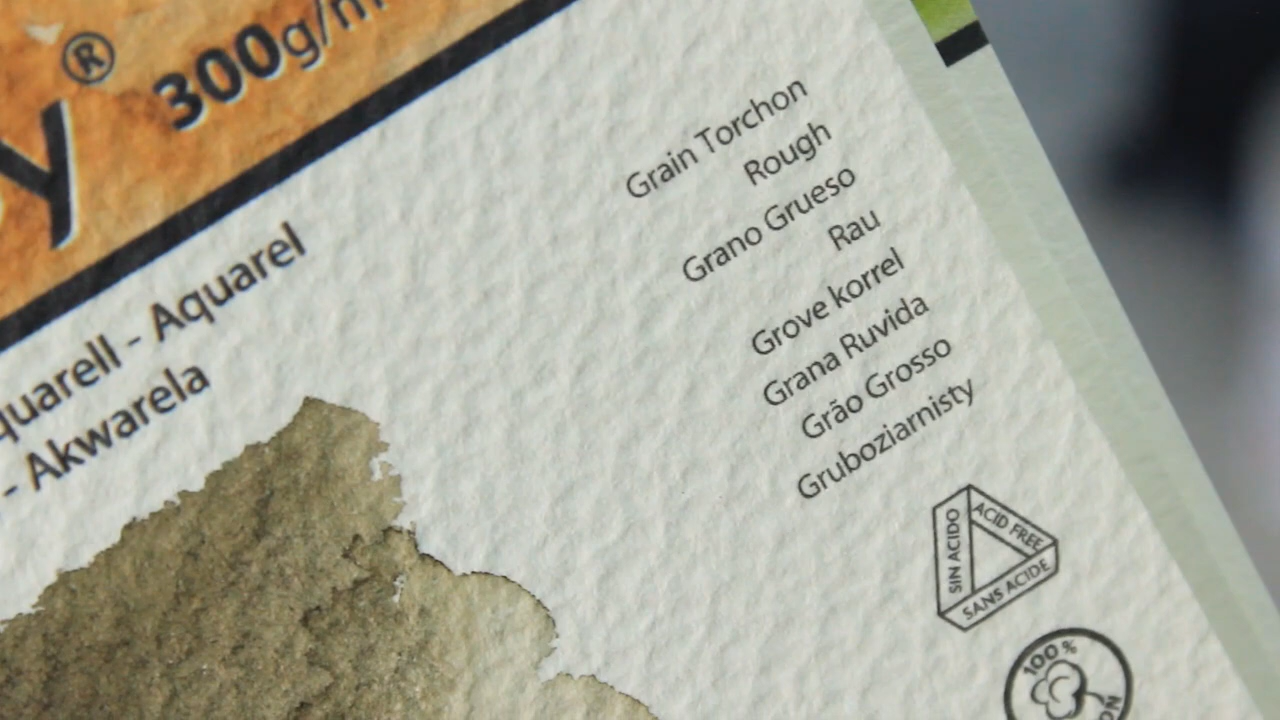 y® 300g/m
quarell - Aquarel
- Akwarela
Grain Torchon
Rough
Grano Grueso
Rau
Grove korrel
Grana Ruvida
Grão Grosso
Gruboziarnisty
SIN ACIDO
ACID FREE
SANS ACIDE
100 %